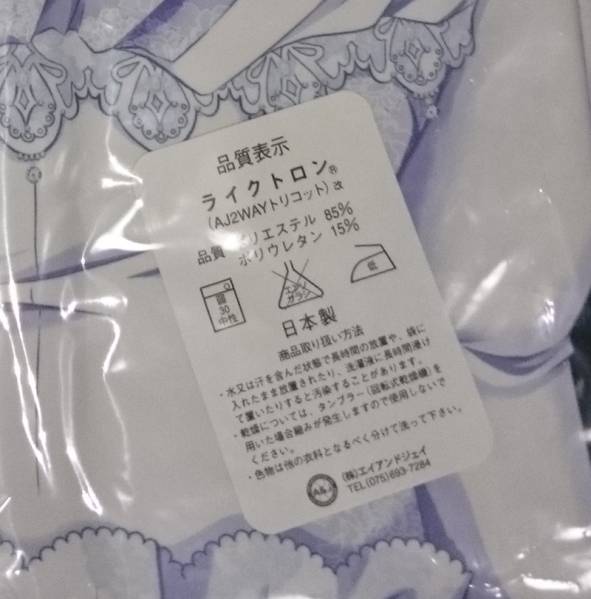 品質表示
ライクトロン®
(AJ2WAYトリコット)改
品質 ポリエステル 85%
ポリウレタン 15%
30
中性
エンソ
サラシ
低
日本製
商品取り扱い方法
・水又は汗を含んだ状態で長時間の放置や、袋に
入れたまま放置されたり、洗濯液に長時間漬け
て置いたりすると汚染することがあります。
・乾燥については、タンブラー(回転式乾燥機)を
用いた場合縮みが発生しますので使用しないで
ください。
・色物は他の衣料となるべく分けて洗って下さい。
A&J
(株)エイアンドジェイ
TEL(075)693-7284